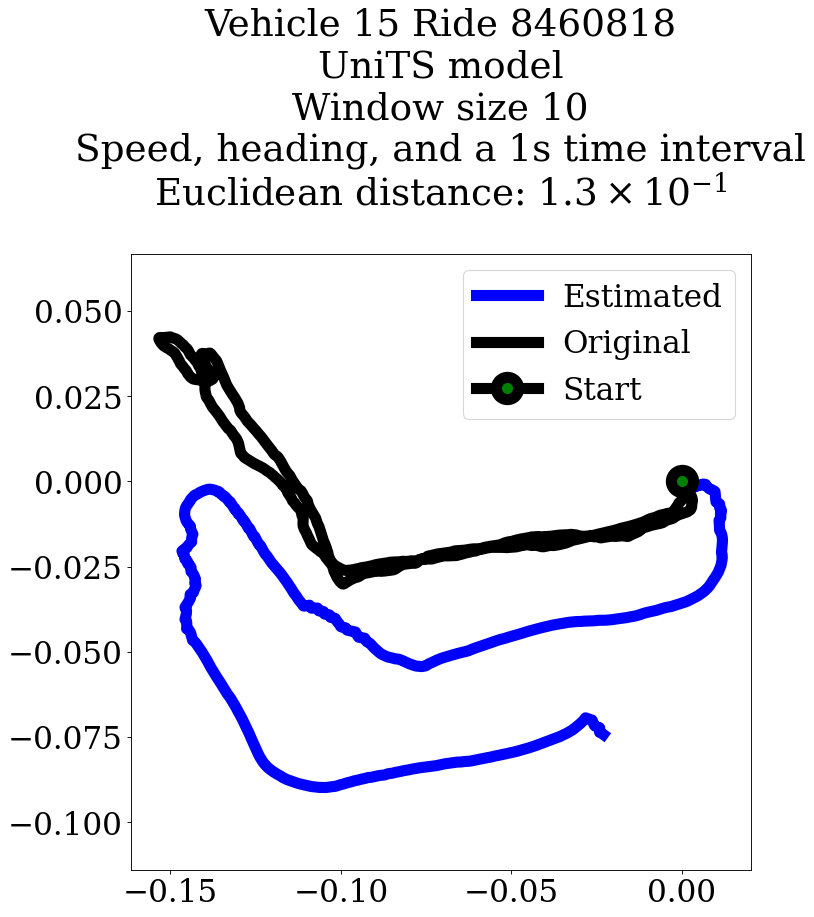 Vehicle 15 Ride 8460818
UniTS model
Window size 10
Speed, heading, and a 1s time interval
Euclidean distance: 1.3 × 10⁻¹
Estimated
Original
Start
0.050
0.025
0.000
−0.025
−0.050
−0.075
−0.100
−0.15
−0.10
−0.05
0.00